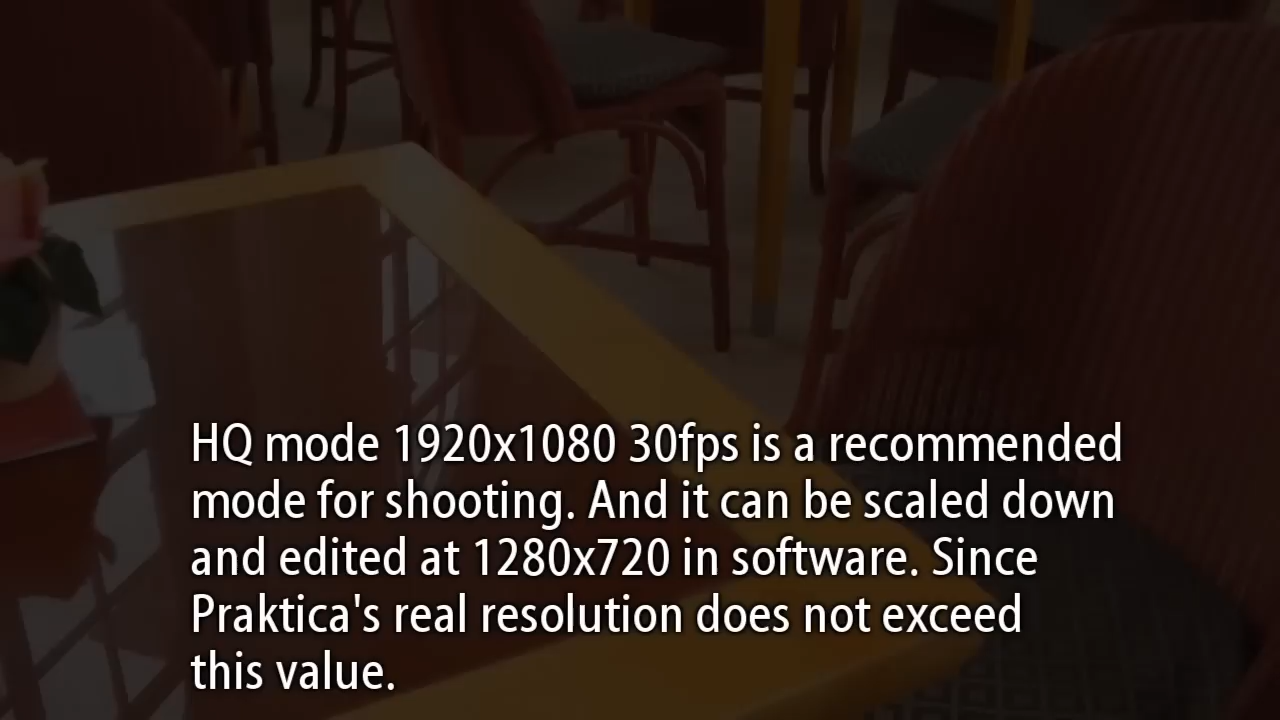 HQ mode 1920x1080 30fps is a recommended
mode for shooting. And it can be scaled down
and edited at 1280x720 in software. Since
Praktica's real resolution does not exceed
this value.